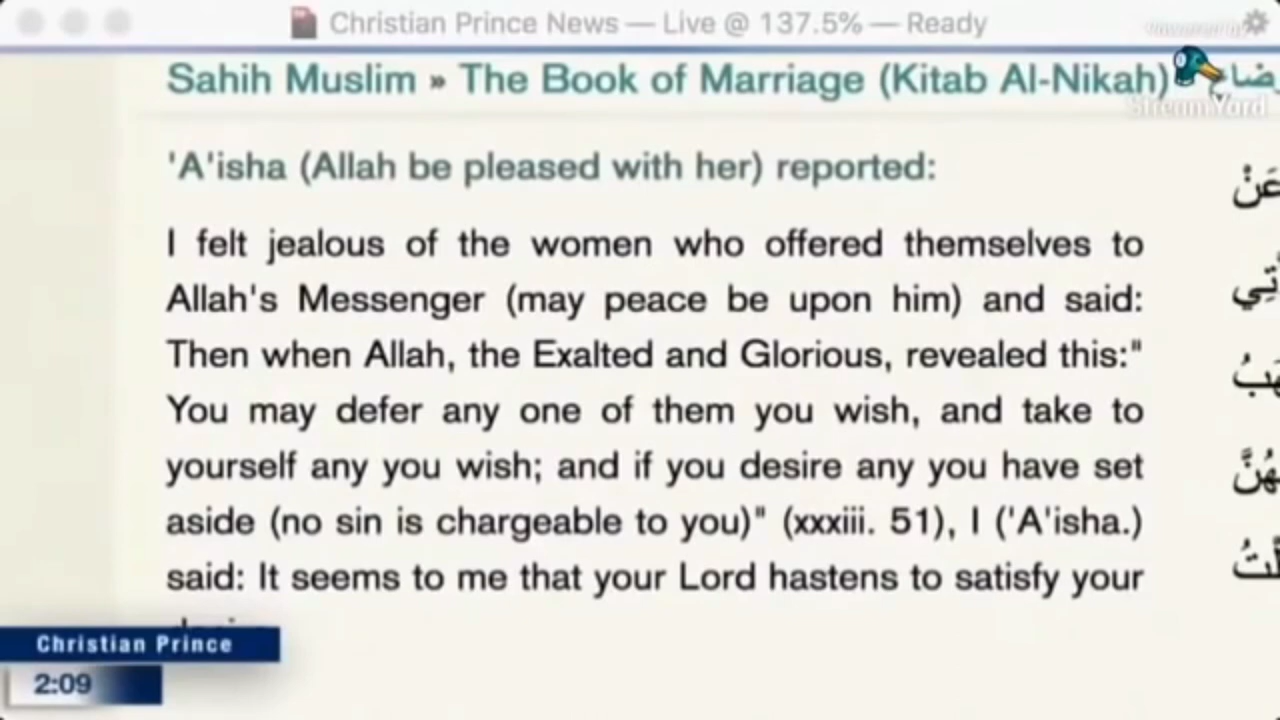 Christian Prince News — Live @ 137.5% — Ready
Powered by
StreamYard
Sahih Muslim » The Book of Marriage (Kitab Al-Nikah)
'A'isha (Allah be pleased with her) reported:
عَنْ
I felt jealous of the women who offered themselves to
Allah's Messenger (may peace be upon him) and said:
Then when Allah, the Exalted and Glorious, revealed this:"
You may defer any one of them you wish, and take to
yourself any you wish; and if you desire any you have set
aside (no sin is chargeable to you)" (xxxiii. 51), I ('A'isha.)
said: It seems to me that your Lord hastens to satisfy your
Christian Prince
2:09